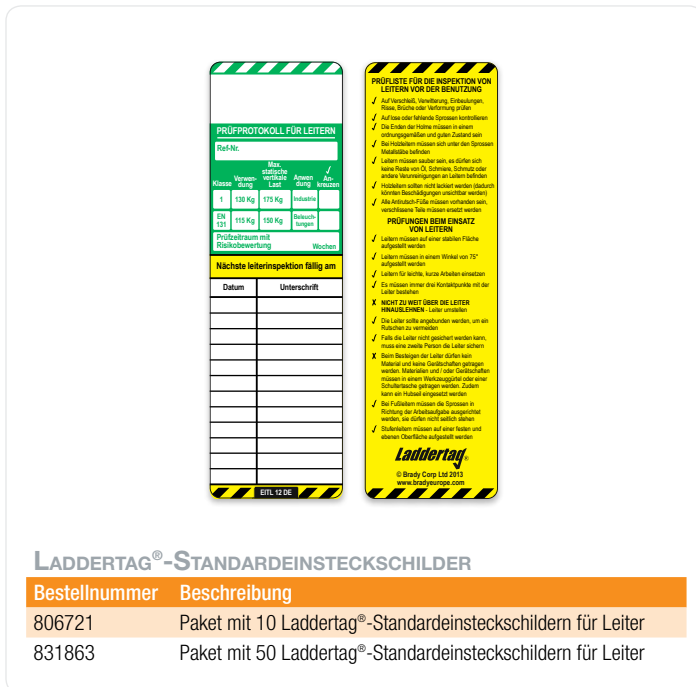 PRÜFPROTOKOLL FÜR LEITERN
Ref-Nr.
Klasse Verwen-dung Max. statische vertikale Last Anwen dung √ An-kreuzen
1 130 Kg 175 Kg Industrie
EN 131 115 Kg 150 Kg Beleuch-tungen
Prüfzeitraum mit
Risikobewertung Wochen
Nächste leiterinspektion fällig am
Datum Unterschrift
EITL 12 DE
PRÜFLISTE FÜR DIE INSPEKTION VON
LEITERN VOR DER BENUTZUNG
√ Auf Verschleiß, Verwitterung, Einbeulungen,
Risse, Brüche oder Verformung prüfen
√ Auf lose oder fehlende Sprossen kontrollieren
√ Die Enden der Holme müssen in einem
ordnungsgemäßen und guten Zustand sein
√ Bei Holzleitern müssen sich unter den Sprossen
Metallstäbe befinden
√ Leitern müssen sauber sein, es dürfen sich
keine Reste von Öl, Schmiere, Schmutz oder
andere Verunreinigungen an Leitern befinden
√ Holzleitern sollten nicht lackiert werden (dadurch
könnten Beschädigungen unsichtbar werden)
√ Alle Antirutsch-Füße müssen vorhanden sein,
verschlissene Teile müssen ersetzt werden
PRÜFUNGEN BEIM EINSATZ
VON LEITERN
√ Leitern müssen auf einer stabilen Fläche
aufgestellt werden
√ Leitern müssen in einem Winkel von 75°
aufgestellt werden
√ Leitern für leichte, kurze Arbeiten einsetzen
√ Es müssen immer drei Kontaktpunkte mit der
Leiter bestehen
X NICHT ZU WEIT ÜBER DIE LEITER
HINAUSLEHNEN - Leiter umstellen
√ Die Leiter sollte angebunden werden, um ein
Rutschen zu vermeiden
√ Falls die Leiter nicht gesichert werden kann,
muss eine zweite Person die Leiter sichern
X Beim Besteigen der Leiter dürfen kein
Material und keine Gerätschaften getragen
werden. Materialien und / oder Gerätschaften
müssen in einem Werkzeuggürtel oder einer
Schultertasche getragen werden. Zudem
kann ein Hubseil eingesetzt werden
√ Bei Fußleitern müssen die Sprossen in
Richtung der Arbeitsaufgabe ausgerichtet
werden, sie dürfen nicht seitlich stehen
√ Stufenleitern müssen auf einer festen und
ebenen Oberfläche aufgestellt werden
Laddertag®
© Brady Corp Ltd 2013
www.bradyeurope.com
LADDERTAG®-STANDARDEINSTECKSCHILDER
Bestellnummer Beschreibung
806721 Paket mit 10 Laddertag®-Standardeinsteckschildern für Leiter
831863 Paket mit 50 Laddertag®-Standardeinsteckschildern für Leiter